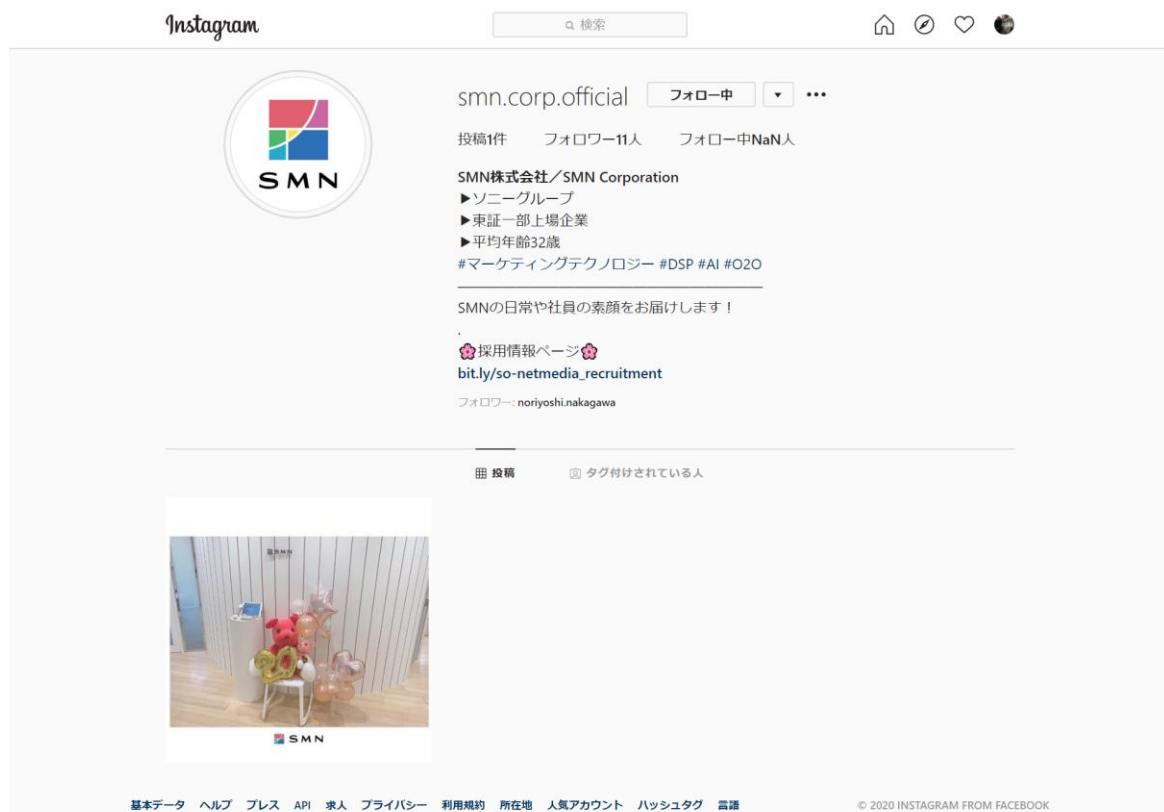 Instagram
検索
SMN
smn.corp.official フォロー中
投稿1件 フォロワー11人 フォロー中NaN人
SMN株式会社／SMN Corporation
▶ソニーグループ
▶東証一部上場企業
▶平均年齢32歳
#マーケティングテクノロジー #DSP #AI #O2O
SMNの日常や社員の素顔をお届けします！
.
🌸採用情報ページ🌸
bit.ly/so-netmedia_recruitment
フォロワー: noriyoshi.nakagawa
投稿 タグ付けされている人
SMN
20
SMN
基本データ ヘルプ プレス API 求人 プライバシー 利用規約 所在地 人気アカウント ハッシュタグ 言語
© 2020 INSTAGRAM FROM FACEBOOK